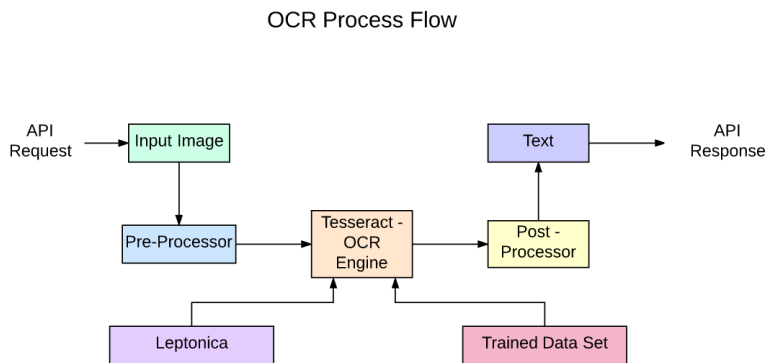 OCR Process Flow
API
Request
Input Image
Text
API
Response
Pre-Processor
Tesseract -
OCR
Engine
Post -
Processor
Leptonica
Trained Data Set